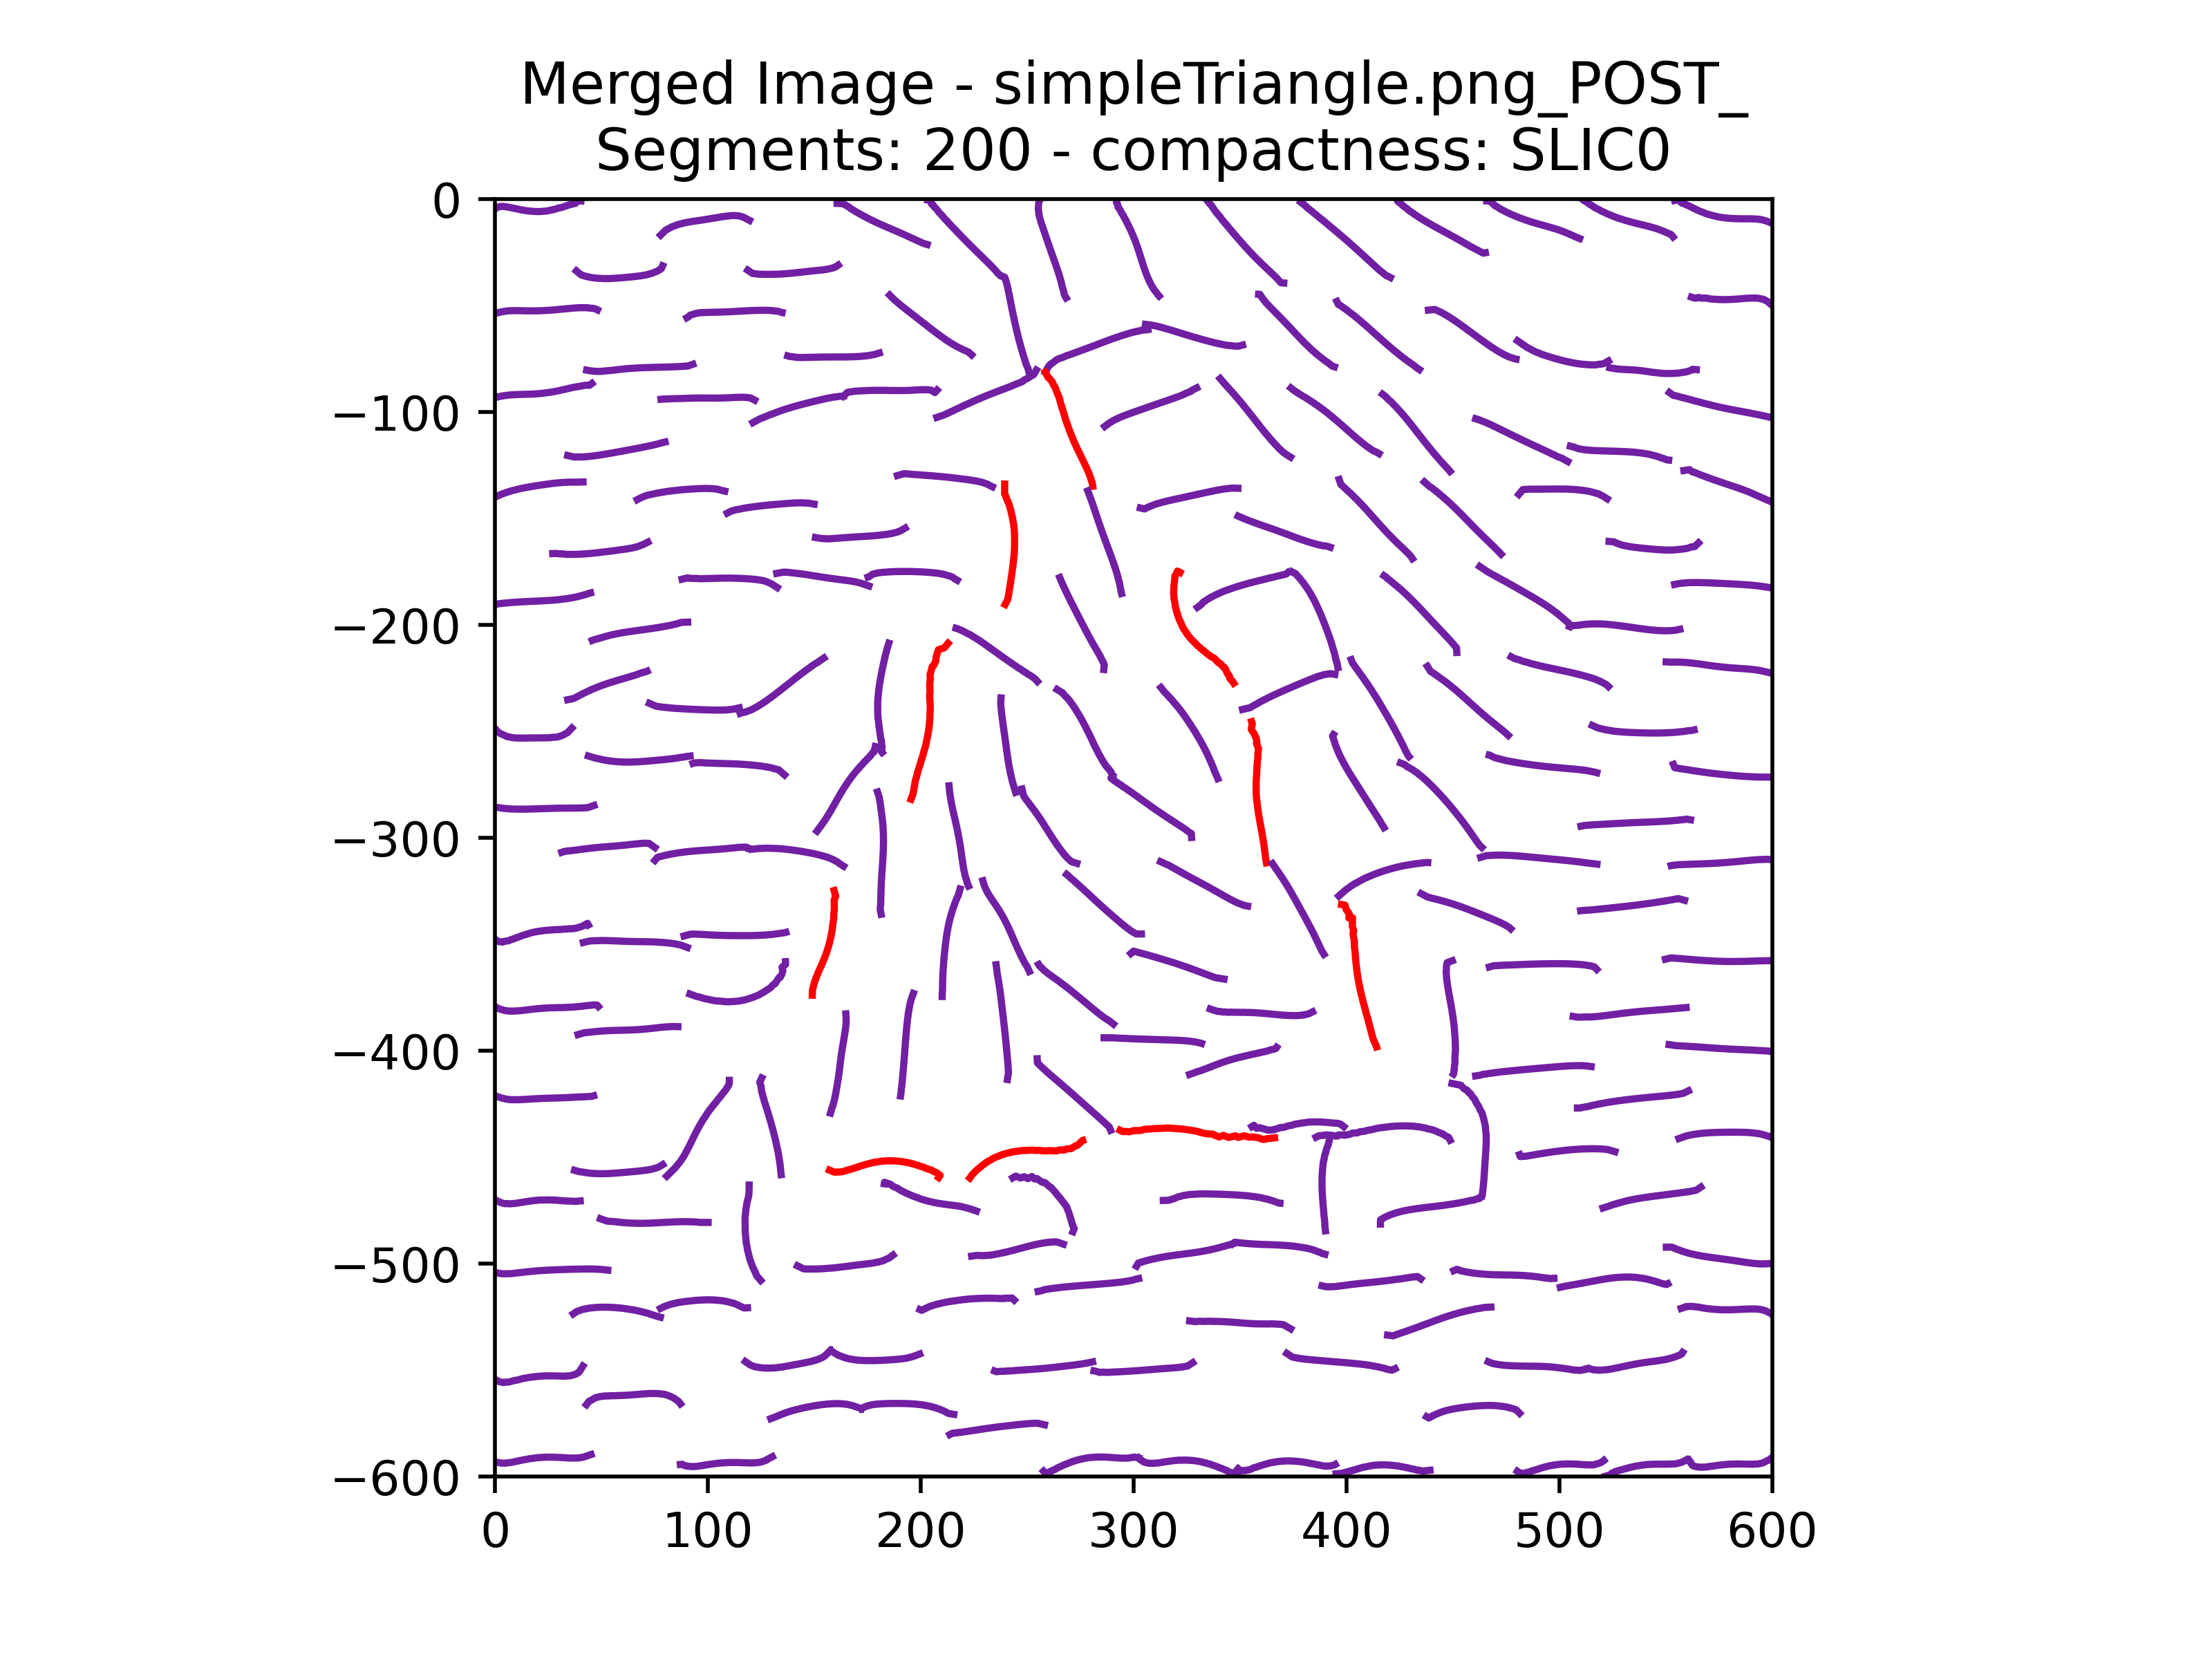 Merged Image - simpleTriangle.png_POST_
Segments: 200 - compactness: SLIC0
0
−100
−200
−300
−400
−500
−600
0 100 200 300 400 500 600